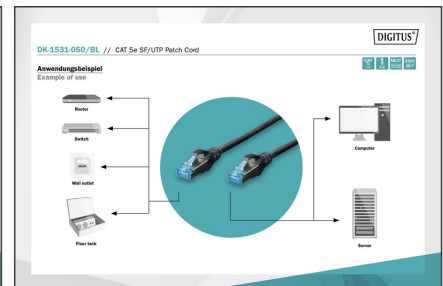 DIGITUS®
DK-1531-050/BL // CAT 5e SF/UTP Patch Cord
Anwendungsbeispiel
Example of use
Router
Switch
Wall outlet
Floor tank
Computer
Server